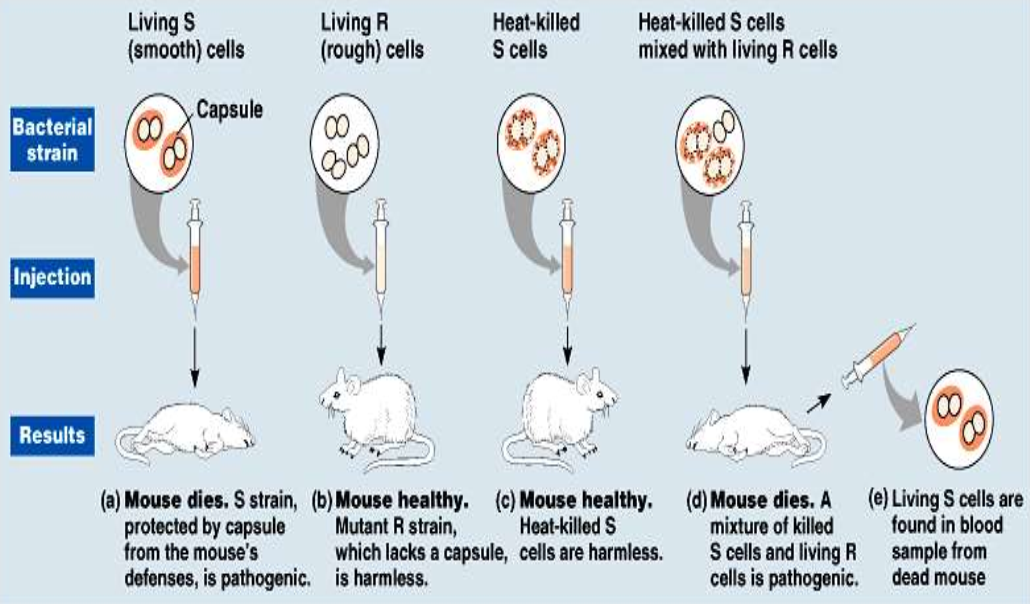 Living S
(smooth) cells
Living R
(rough) cells
Heat-killed
S cells
Heat-killed S cells
mixed with living R cells
Bacterial
strain
Capsule
Injection
Results
(a) Mouse dies. S strain,
protected by capsule
from the mouse's
defenses, is pathogenic.
(b) Mouse healthy.
Mutant R strain,
which lacks a capsule,
is harmless.
(c) Mouse healthy.
Heat-killed S
cells are harmless.
(d) Mouse dies. A
mixture of killed
S cells and living R
cells is pathogenic.
(e) Living S cells are
found in blood
sample from
dead mouse